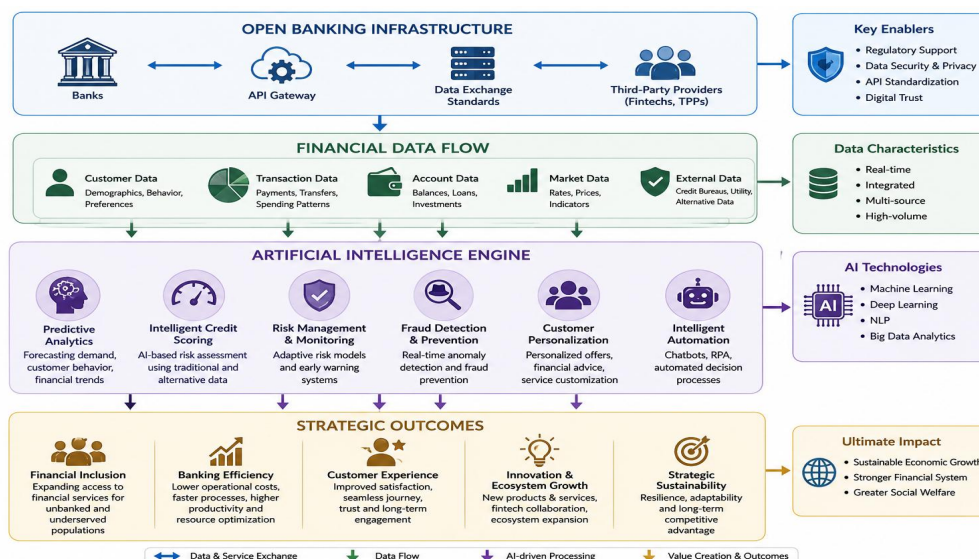 OPEN BANKING INFRASTRUCTURE
Banks
API Gateway
Data Exchange
Standards
Third-Party Providers
(Fintechs, TPPs)
Key Enablers
• Regulatory Support
• Data Security & Privacy
• API Standardization
• Digital Trust
FINANCIAL DATA FLOW
Customer Data
Demographics, Behavior,
Preferences
Transaction Data
Payments, Transfers,
Spending Patterns
Account Data
Balances, Loans,
Investments
Market Data
Rates, Prices,
Indicators
External Data
Credit Bureaus, Utility,
Alternative Data
Data Characteristics
• Real-time
• Integrated
• Multi-source
• High-volume
ARTIFICIAL INTELLIGENCE ENGINE
Predictive
Analytics
Forecasting demand,
customer behavior,
financial trends
Intelligent Credit
Scoring
AI-based risk assessment
using traditional and
alternative data
Risk Management
& Monitoring
Adaptive risk models
and early warning
systems
Fraud Detection
& Prevention
Real-time anomaly
detection and fraud
prevention
Customer
Personalization
Personalized offers,
financial advice,
service customization
Intelligent
Automation
Chatbots, RPA,
automated decision
processes
AI Technologies
AI
• Machine Learning
• Deep Learning
• NLP
• Big Data Analytics
STRATEGIC OUTCOMES
Financial Inclusion
Expanding access to
financial services for
unbanked and
underserved
populations
Banking Efficiency
Lower operational costs,
faster processes, higher
productivity and
resource optimization
Customer Experience
Improved satisfaction,
seamless journey,
trust and long-term
engagement
Innovation &
Ecosystem Growth
New products & services,
fintech collaboration,
ecosystem expansion
Strategic
Sustainability
Resilience, adaptability
and long-term
competitive
advantage
Ultimate Impact
• Sustainable Economic Growth
• Stronger Financial System
• Greater Social Welfare
Data & Service Exchange
Data Flow
AI-driven Processing
Value Creation & Outcomes